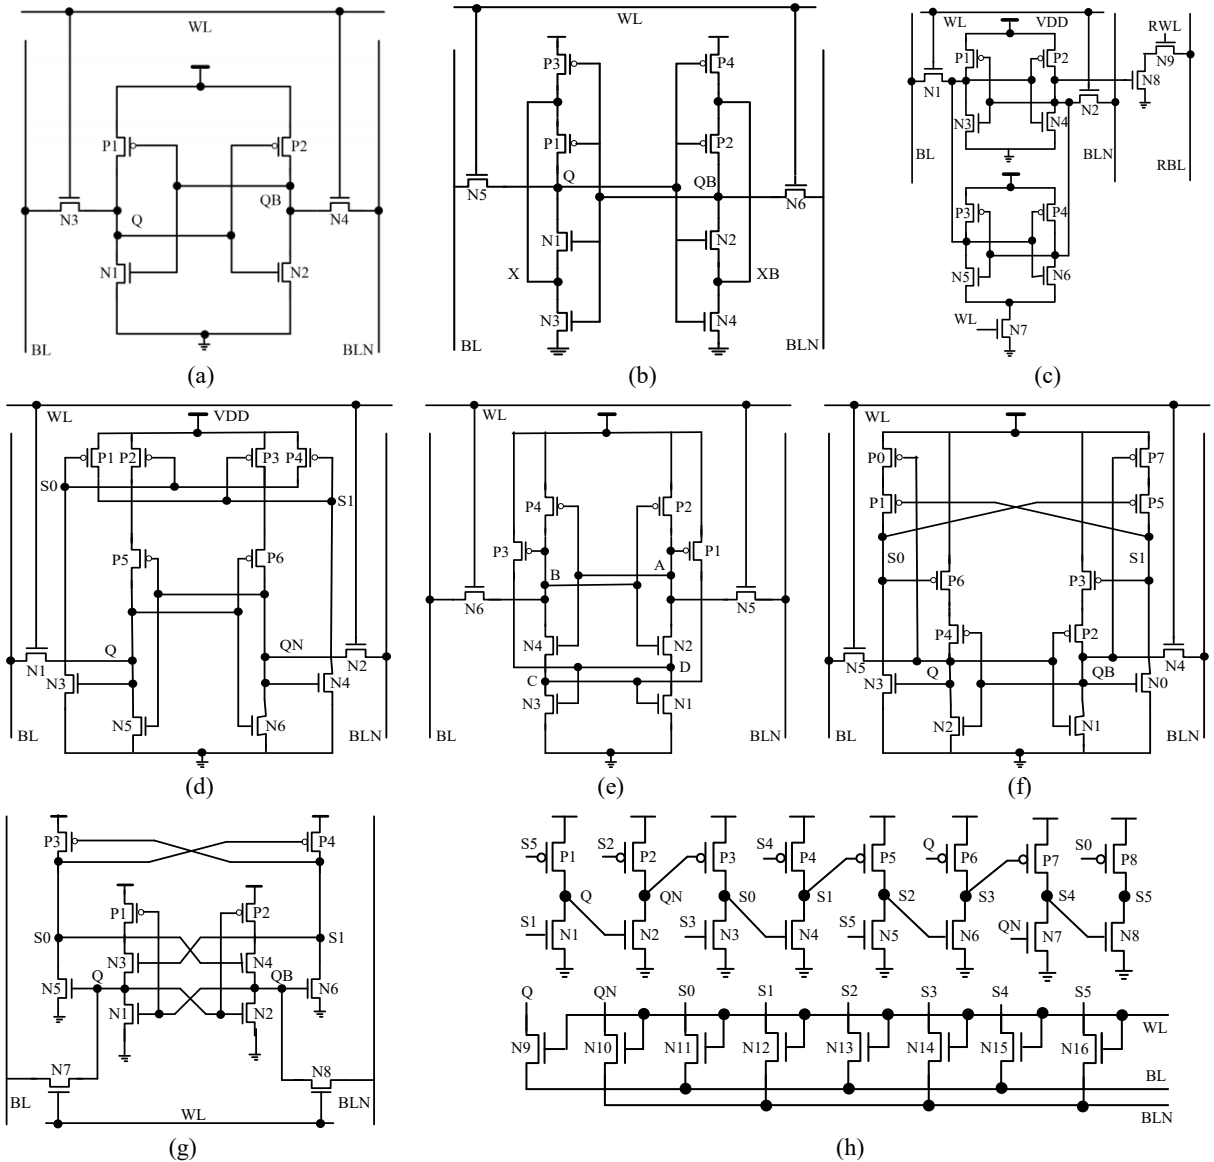 WL
P1
P2
QB
N3
Q
N4
N1
N2
BL
BLN
(a)
WL
P3
P4
P1
P2
Q
QB
N5
N6
N1
N2
X
XB
N3
N4
BL
BLN
(b)
WL
VDD
RWL
P1
P2
N9
N8
N1
N2
N3
N4
BL
BLN
RBL
P3
P4
N5
N6
WL
N7
(c)
WL
VDD
P1
P2
P3
P4
S0
S1
P5
P6
Q
QN
N1
N2
N3
N4
N5
N6
BL
BLN
(d)
WL
P4
P2
P3
P1
B
A
N6
N5
N4
N2
D
C
N3
N1
BL
BLN
(e)
WL
P0
P7
P1
P5
S0
S1
P6
P3
P4
P2
N5
N4
Q
QB
N3
N0
N2
N1
BL
BLN
(f)
P3
P4
P1
P2
S0
S1
N3
N4
Q
QB
N5
N6
N1
N2
N7
N8
BL
WL
BLN
(g)
S5
P1
S2
P2
P3
S4
P4
P5
Q
P6
P7
S0
P8
Q
QN
S0
S1
S2
S3
S4
S5
S1
N1
N2
S3
N3
N4
S5
N5
N6
QN
N7
N8
Q
QN
S0
S1
S2
S3
S4
S5
WL
N9
N10
N11
N12
N13
N14
N15
N16
BL
BLN
(h)